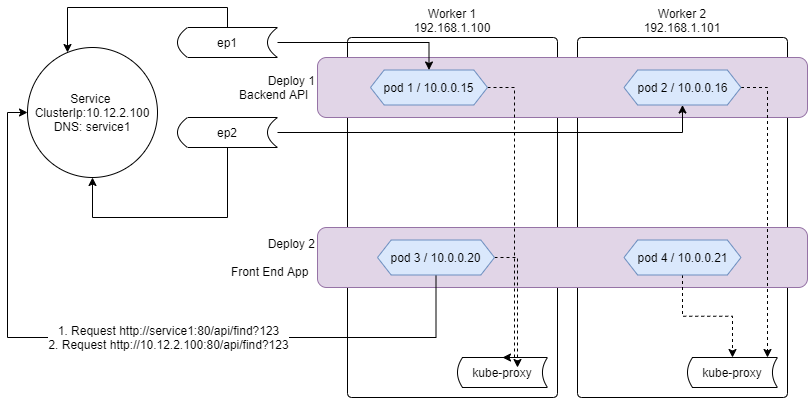 Worker 1
192.168.1.100
Worker 2
192.168.1.101
ep1
Service
ClusterIp:10.12.2.100
DNS: service1
Deploy 1
Backend API
pod 1 / 10.0.0.15
pod 2 / 10.0.0.16
ep2
Deploy 2
Front End App
pod 3 / 10.0.0.20
pod 4 / 10.0.0.21
1. Request http://service1:80/api/find?123
2. Request http://10.12.2.100:80/api/find?123
kube-proxy
kube-proxy